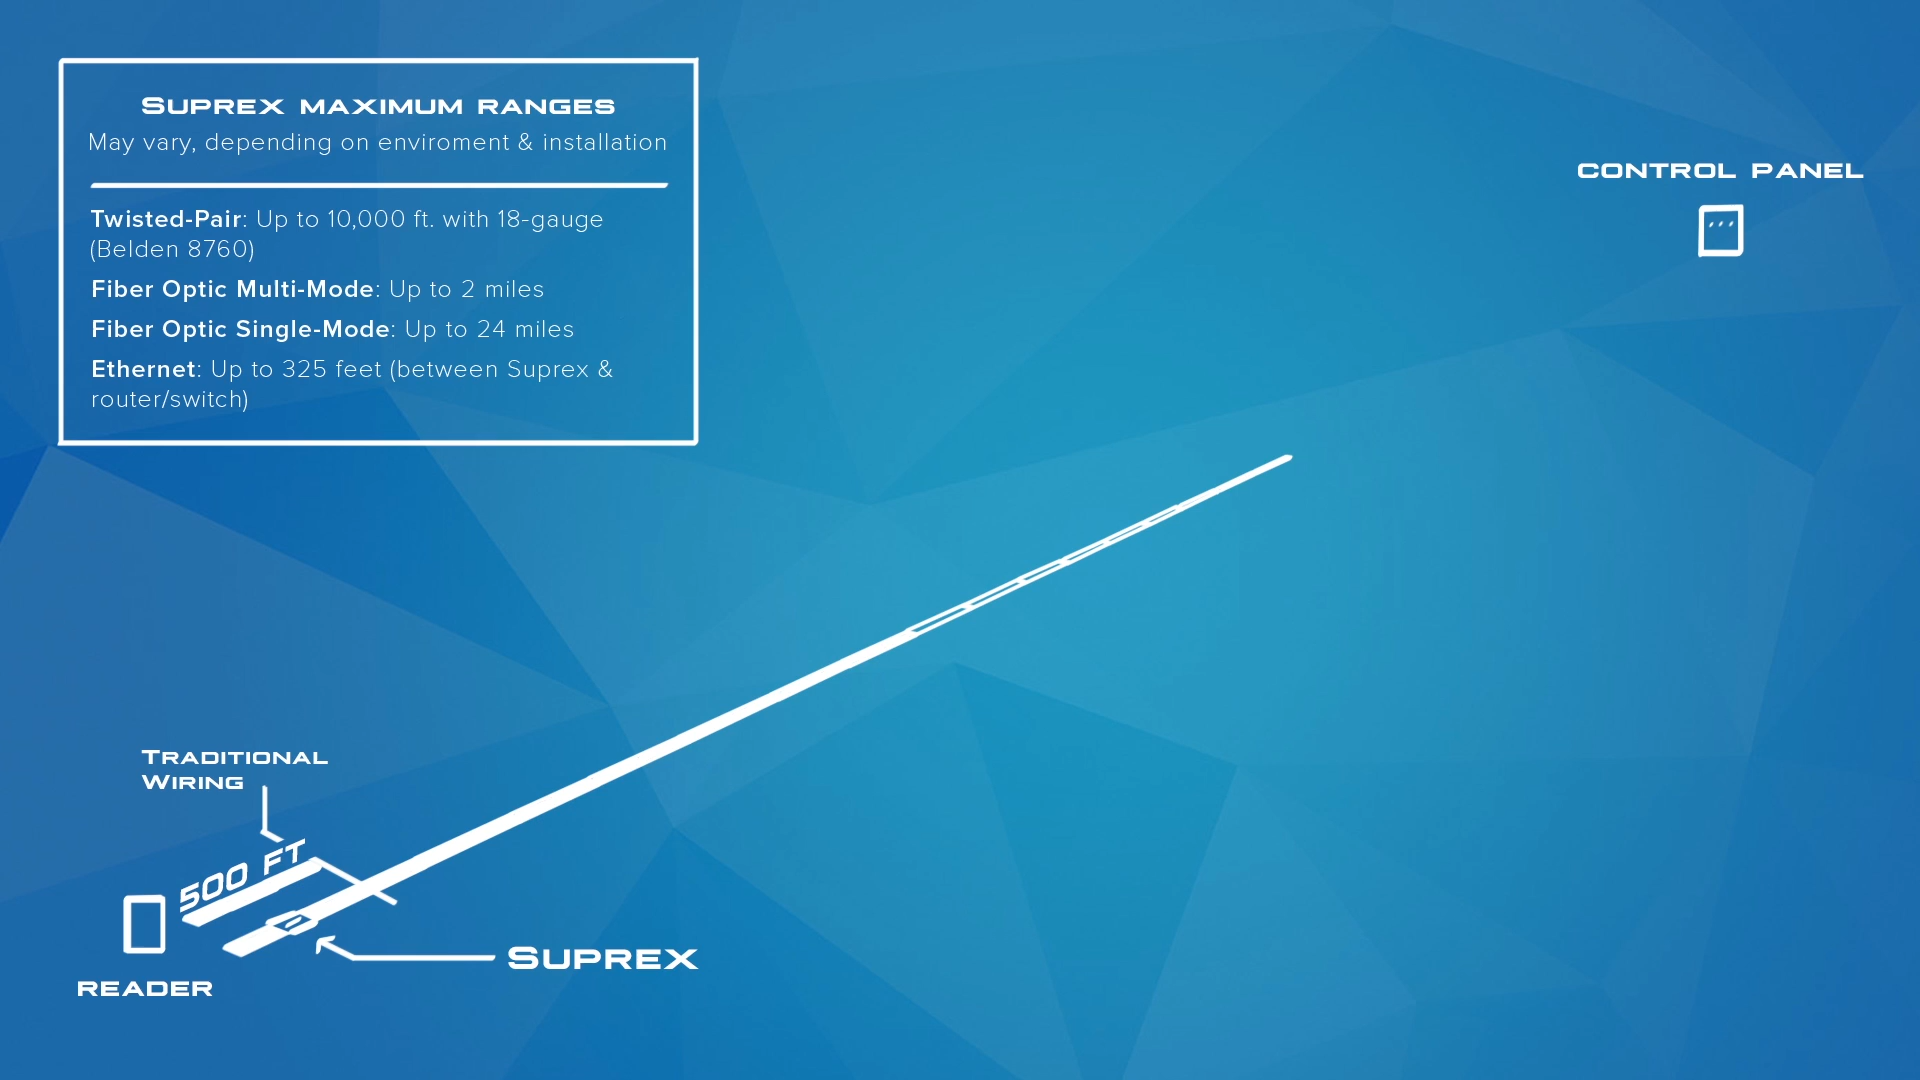 SUPREX MAXIMUM RANGES
May vary, depending on enviroment & installation
Twisted-Pair: Up to 10,000 ft. with 18-gauge
(Belden 8760)
Fiber Optic Multi-Mode: Up to 2 miles
Fiber Optic Single-Mode: Up to 24 miles
Ethernet: Up to 325 feet (between Suprex &
router/switch)
CONTROL PANEL
TRADITIONAL
WIRING
500 FT
SUPREX
READER